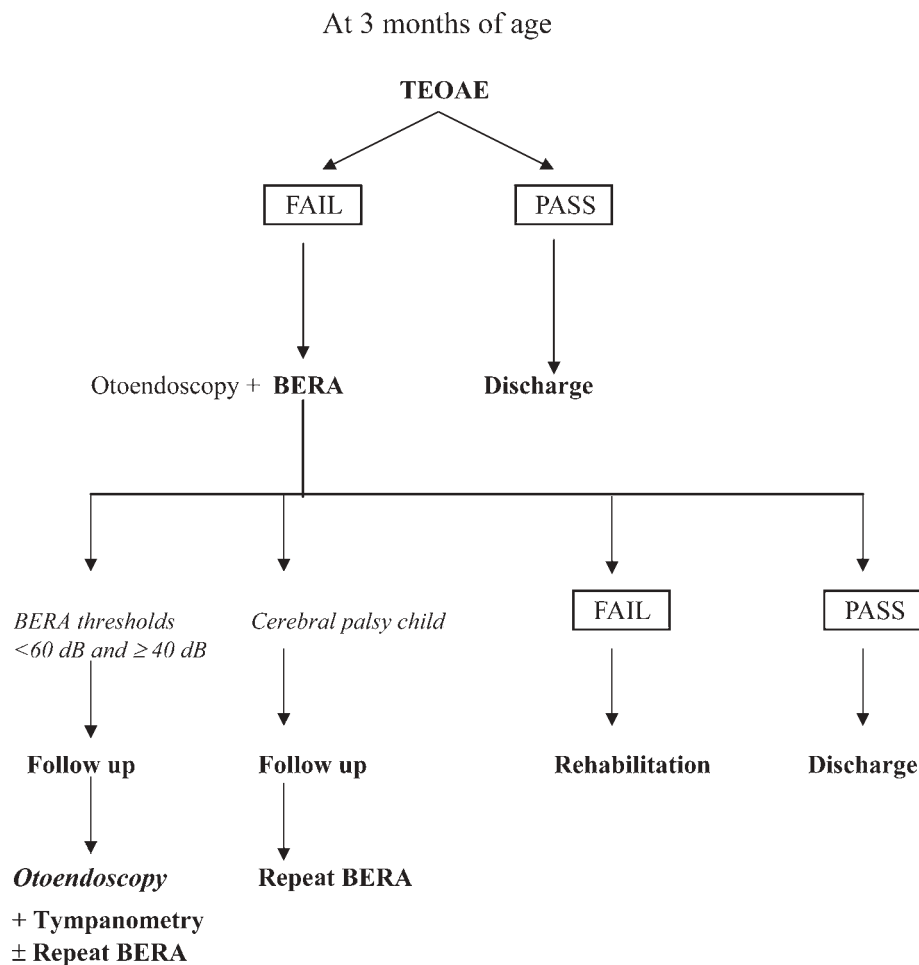 At 3 months of age
TEOAE
FAIL
PASS
Otoendoscopy + BERA
Discharge
BERA thresholds
<60 dB and ≥ 40 dB
Cerebral palsy child
FAIL
PASS
Follow up
Follow up
Rehabilitation
Discharge
Otoendoscopy
+ Tympanometry
± Repeat BERA
Repeat BERA